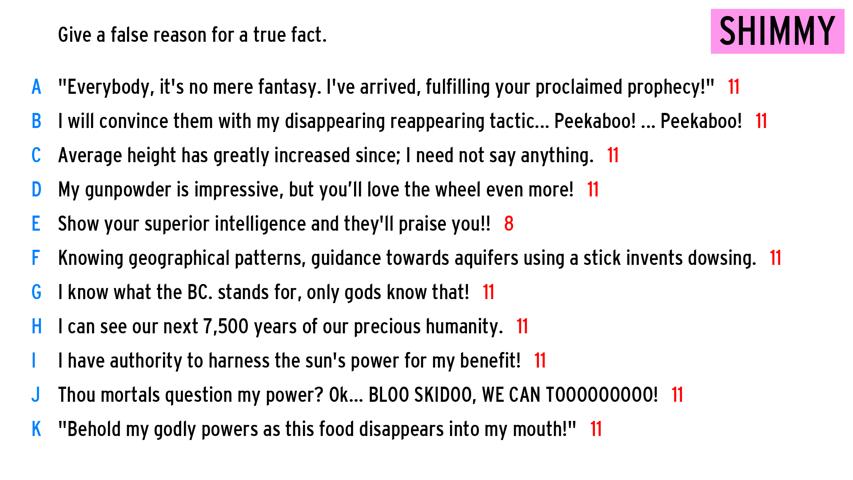 Give a false reason for a true fact.
SHIMMY
A "Everybody, it's no mere fantasy. I've arrived, fulfilling your proclaimed prophecy!" 11
B I will convince them with my disappearing reappearing tactic... Peekaboo! ... Peekaboo! 11
C Average height has greatly increased since; I need not say anything. 11
D My gunpowder is impressive, but you'll love the wheel even more! 11
E Show your superior intelligence and they'll praise you!! 8
F Knowing geographical patterns, guidance towards aquifers using a stick invents dowsing. 11
G I know what the BC. stands for, only gods know that! 11
H I can see our next 7,500 years of our precious humanity. 11
I I have authority to harness the sun's power for my benefit! 11
J Thou mortals question my power? Ok... BLOO SKIDOO, WE CAN TOOOOOOOOO! 11
K "Behold my godly powers as this food disappears into my mouth!" 11